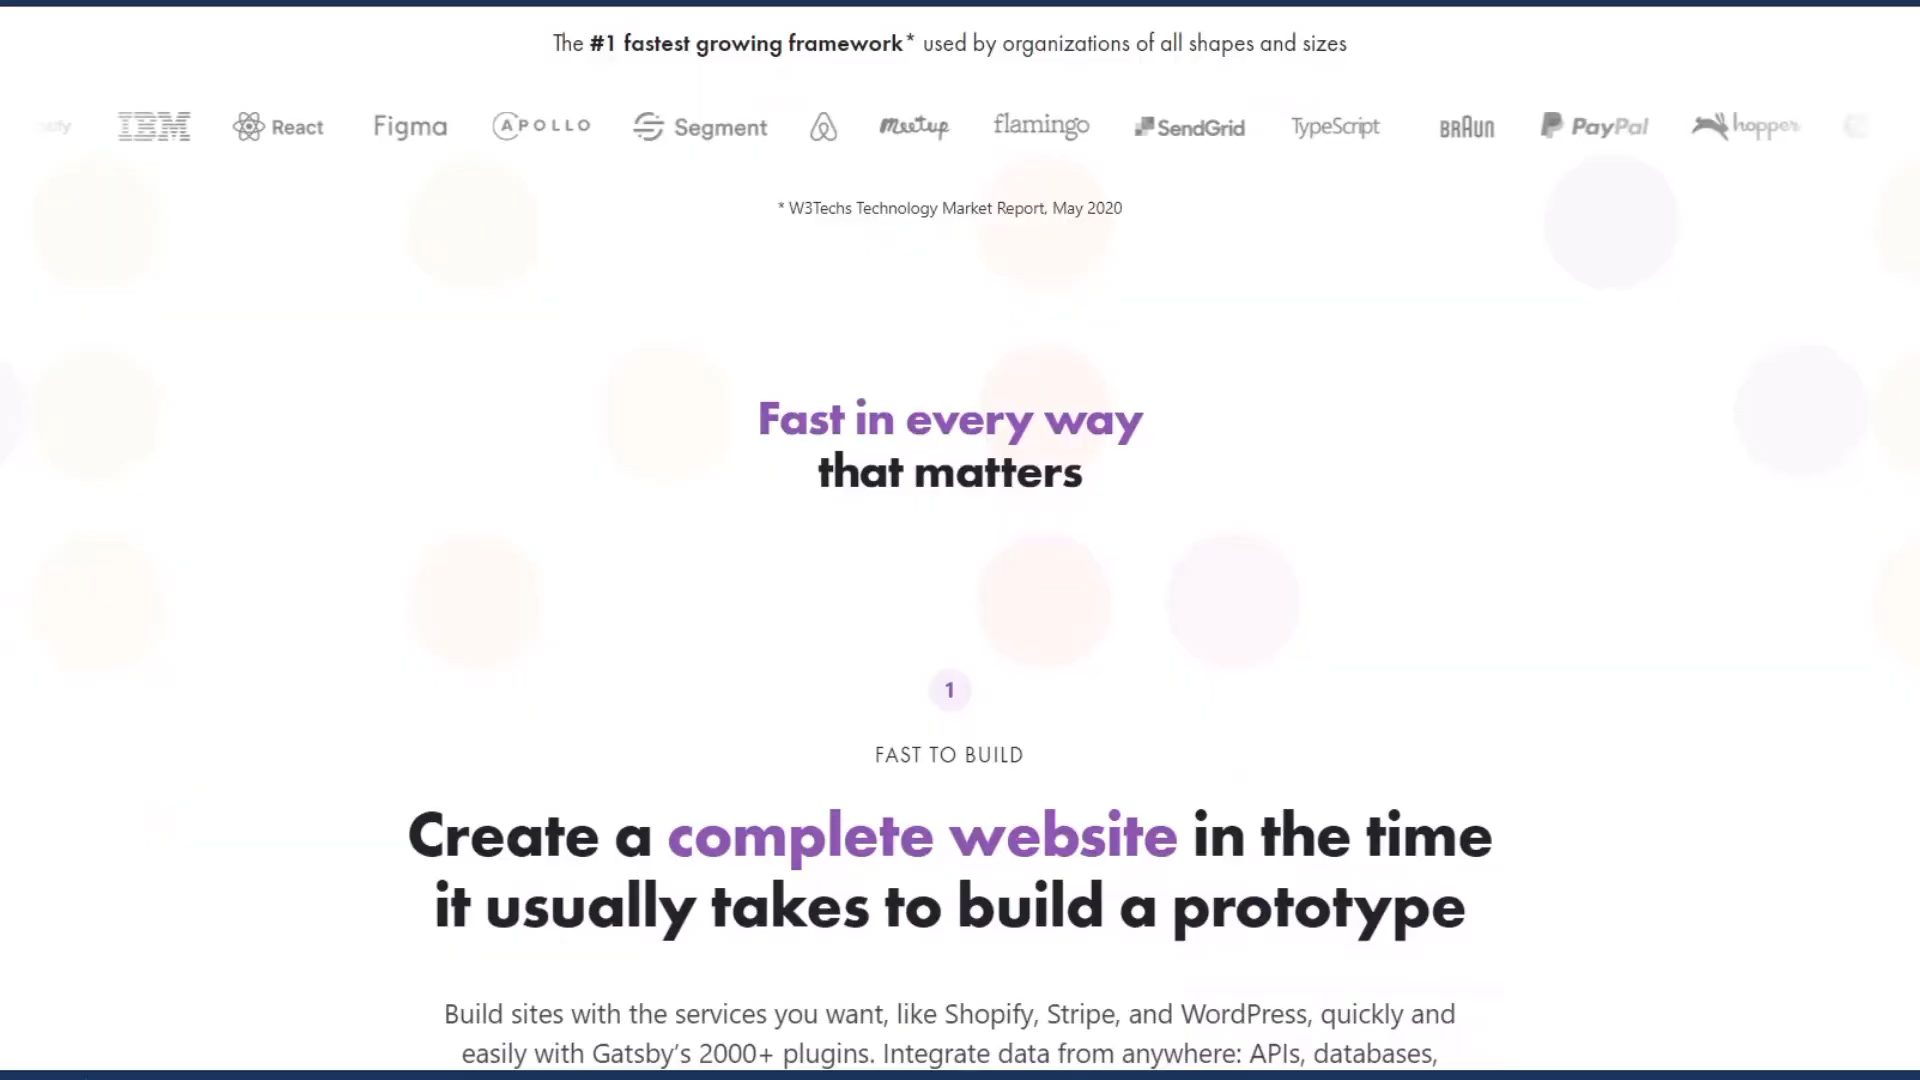 The #1 fastest growing framework* used by organizations of all shapes and sizes
IBM React Figma APOLLO Segment meetup flamingo SendGrid TypeScript BRAUN PayPal hopper
* W3Techs Technology Market Report, May 2020
Fast in every way
that matters
1
FAST TO BUILD
Create a complete website in the time
it usually takes to build a prototype
Build sites with the services you want, like Shopify, Stripe, and WordPress, quickly and
easily with Gatsby’s 2000+ plugins. Integrate data from anywhere: APIs, databases,